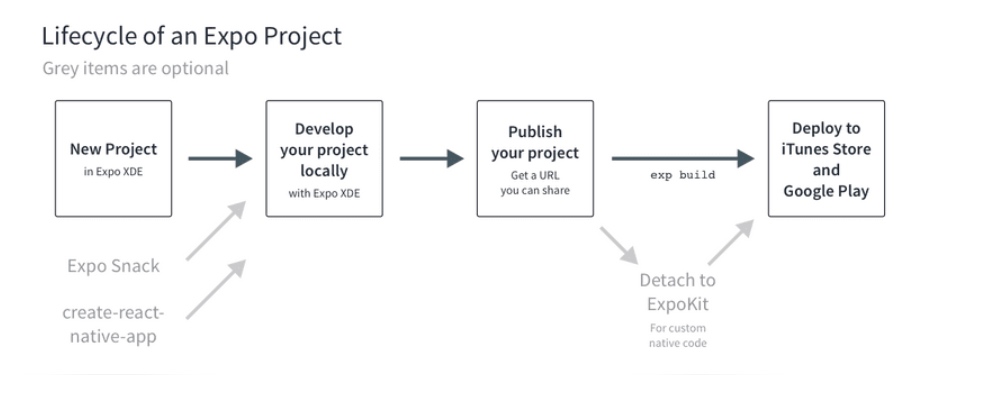 Lifecycle of an Expo Project
Grey items are optional
New Project
in Expo XDE
Develop
your project
locally
with Expo XDE
Publish
your project
Get a URL
you can share
exp build
Deploy to
iTunes Store
and
Google Play
Expo Snack
create-react-
native-app
Detach to
ExpoKit
For custom
native code